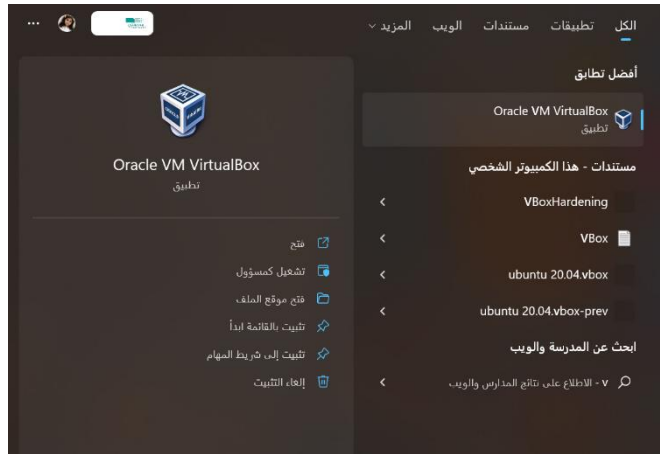 الكل تطبيقات مستندات الويب المزيد
أفضل تطابق
Oracle VM VirtualBox
تطبيق
مستندات - هذا الكمبيوتر الشخصي
VBoxHardening
VBox
ubuntu 20.04.vbox
ubuntu 20.04.vbox-prev
ابحث عن المدرسة والويب
v - الاطلاع على نتائج المدارس والويب
Oracle VM VirtualBox
تطبيق
فتح
تشغيل كمسؤول
فتح موقع الملف
تثبيت بالقائمة ابدأ
تثبيت إلى شريط المهام
إلغاء التثبيت